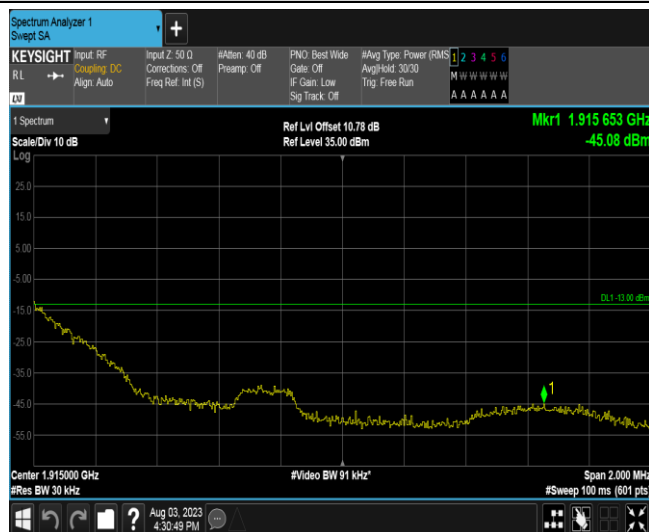 Spectrum Analyzer 1
Swept SA
+
KEYSIGHT
RL
LXI
Input: RF
Coupling: DC
Align: Auto
Input Z: 50 Ω
Corrections: Off
Freq Ref: Int (S)
#Atten: 40 dB
Preamp: Off
PNO: Best Wide
Gate: Off
IF Gain: Low
Sig Track: Off
#Avg Type: Power (RMS
Avg|Hold: 30/30
Trig: Free Run
1 2 3 4 5 6
M W W W W W
A A A A A A
1 Spectrum
Scale/Div 10 dB
Log
Ref Lvl Offset 10.78 dB
Ref Level 35.00 dBm
Mkr1 1.915 653 GHz
-45.08 dBm
25.0
15.0
5.00
-5.00
DL1 -13.00 dBm
-15.0
-25.0
-35.0
1
-45.0
-55.0
Center 1.915000 GHz
#Res BW 30 kHz
#Video BW 91 kHz*
Span 2.000 MHz
#Sweep 100 ms (601 pts)
?
Aug 03, 2023
4:30:49 PM